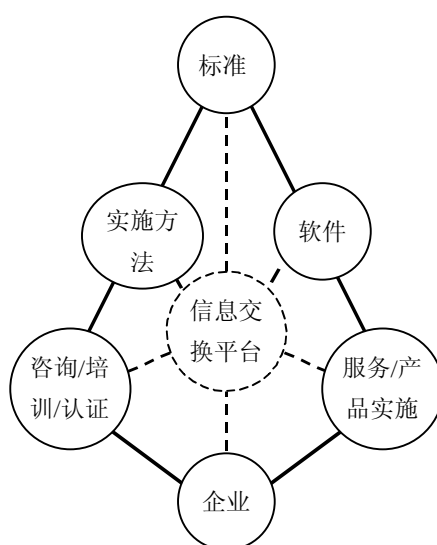 标准
实施方
法
软件
信息交
换平台
咨询/培
训/认证
服务/产
品实施
企业